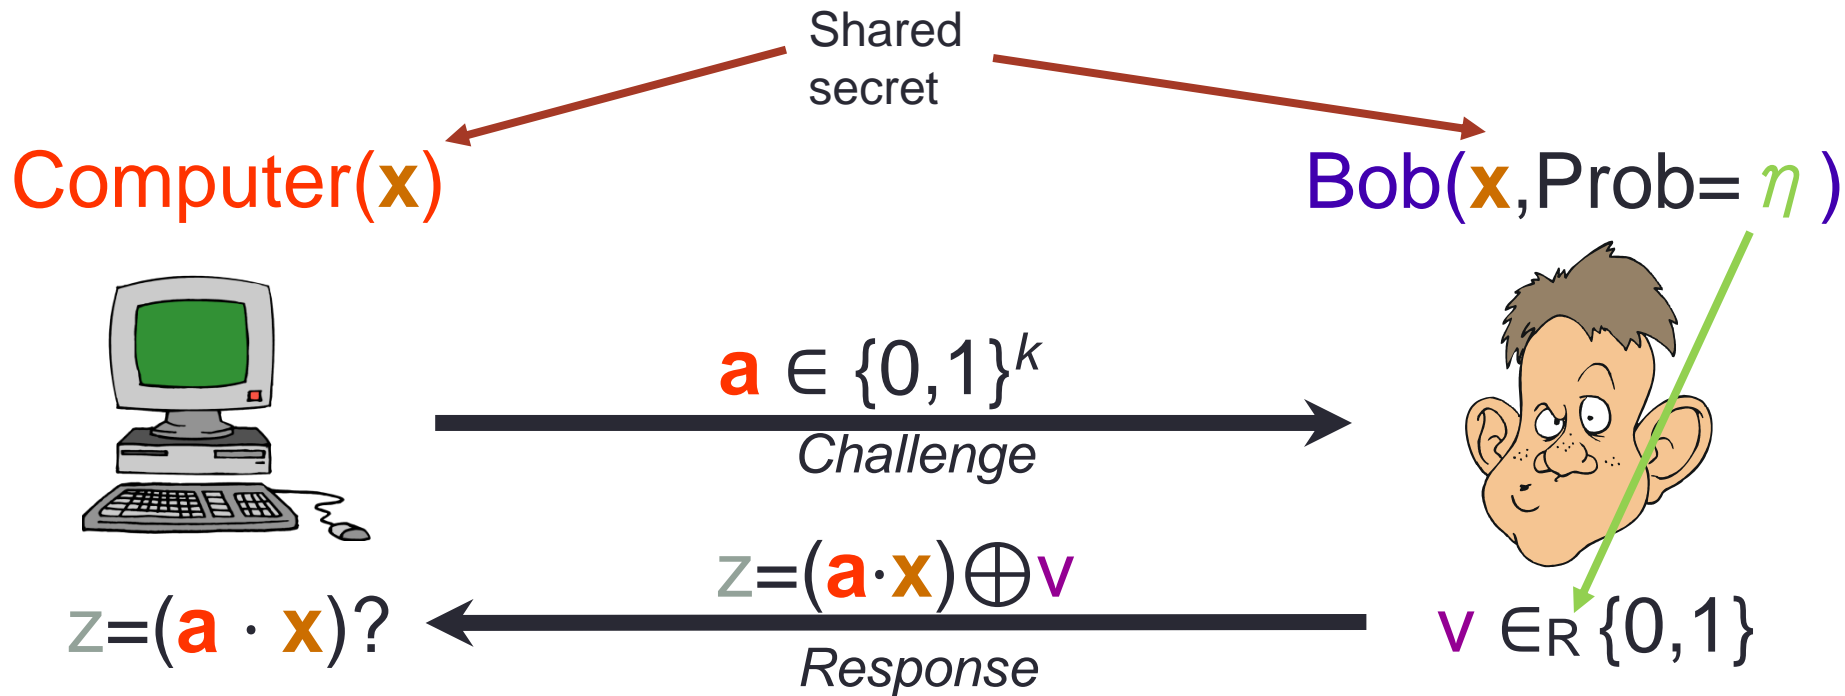 Shared
secret
Computer(x)
Bob(x,Prob= η )
a ∈ {0,1}ᵏ
Challenge
z=(a·x)⊕v
z=(a · x)?
v ∈R {0,1}
Response